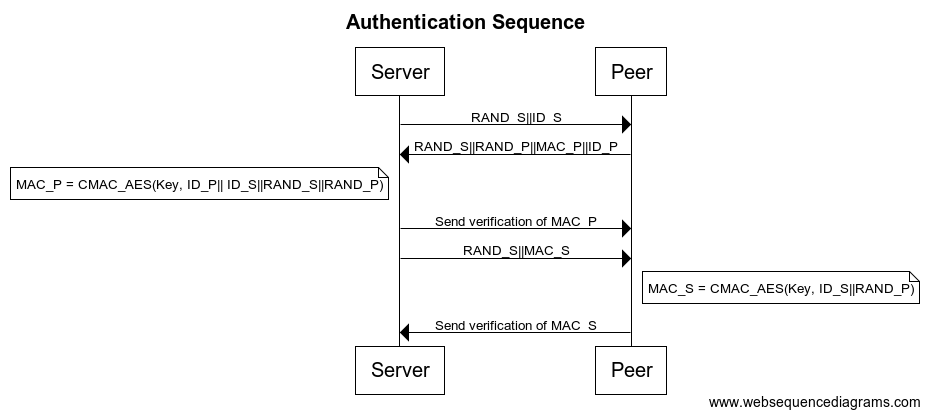 Authentication Sequence
Server
Peer
RAND_S||ID_S
RAND_S||RAND_P||MAC_P||ID_P
MAC_P = CMAC_AES(Key, ID_P|| ID_S||RAND_S||RAND_P)
Send verification of MAC_P
RAND_S||MAC_S
MAC_S = CMAC_AES(Key, ID_S||RAND_P)
Send verification of MAC_S
Server
Peer
www.websequencediagrams.com